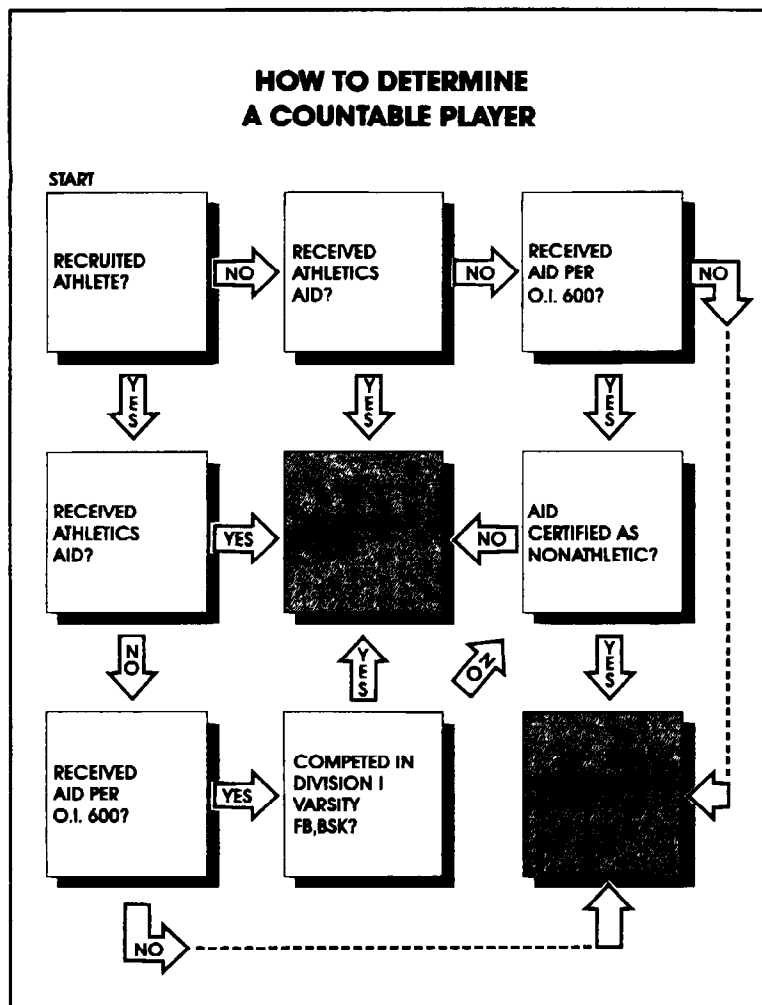 HOW TO DETERMINE
A COUNTABLE PLAYER
START
RECRUITED
ATHLETE?
NO
RECEIVED
ATHLETICS
AID?
NO
RECEIVED
AID PER
O.I. 600?
NO
YES
YES
YES
RECEIVED
ATHLETICS
AID?
YES
NO
AID
CERTIFIED AS
NONATHLETIC?
NO
YES
NO
YES
RECEIVED
AID PER
O.I. 600?
YES
COMPETED IN
DIVISION I
VARSITY
FB,BSK?
NO